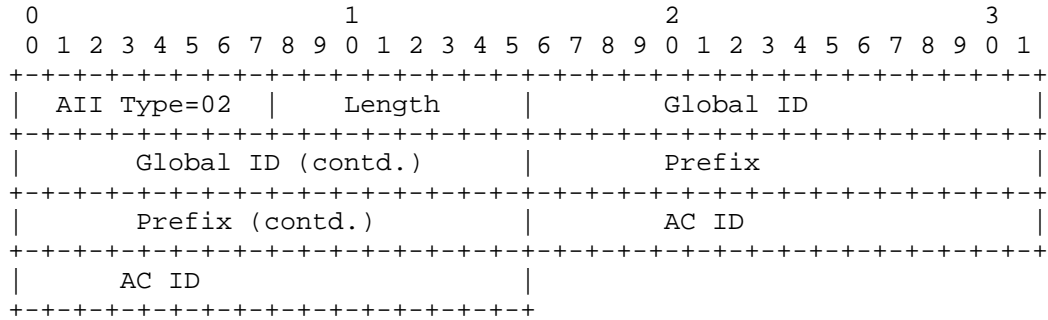 0                   1                   2                   3
 0 1 2 3 4 5 6 7 8 9 0 1 2 3 4 5 6 7 8 9 0 1 2 3 4 5 6 7 8 9 0 1
+-+-+-+-+-+-+-+-+-+-+-+-+-+-+-+-+-+-+-+-+-+-+-+-+-+-+-+-+-+-+-+-+
|  AII Type=02  |    Length     |        Global ID              |
+-+-+-+-+-+-+-+-+-+-+-+-+-+-+-+-+-+-+-+-+-+-+-+-+-+-+-+-+-+-+-+-+
|       Global ID (contd.)      |        Prefix                 |
+-+-+-+-+-+-+-+-+-+-+-+-+-+-+-+-+-+-+-+-+-+-+-+-+-+-+-+-+-+-+-+-+
|       Prefix (contd.)         |        AC ID                  |
+-+-+-+-+-+-+-+-+-+-+-+-+-+-+-+-+-+-+-+-+-+-+-+-+-+-+-+-+-+-+-+-+
|      AC ID                    |
+-+-+-+-+-+-+-+-+-+-+-+-+-+-+-+-+